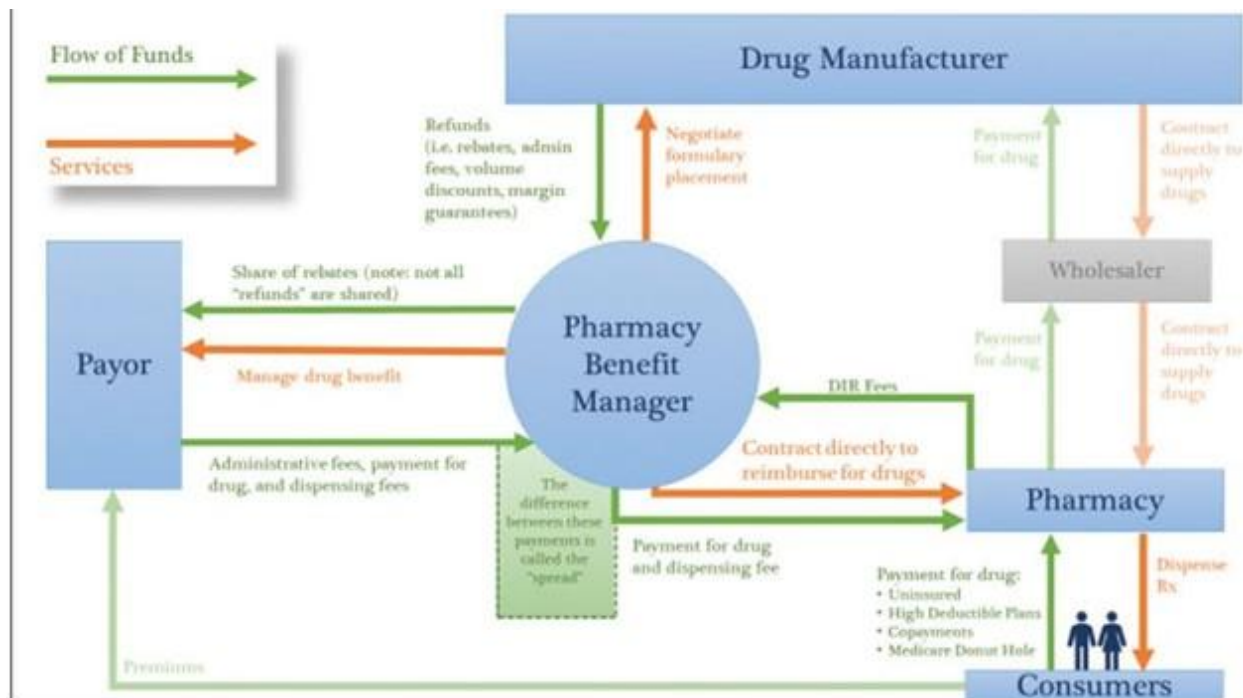 Flow of Funds
Services
Drug Manufacturer
Refunds
(i.e. rebates, admin
fees, volume
discounts, margin
guarantees)
Negotiate
formulary
placement
Payment
for drug
Contract
directly to
supply
drugs
Wholesaler
Share of rebates (note: not all
"refunds" are shared)
Payor
Manage drug benefit
Pharmacy
Benefit
Manager
Payment
for drug
Contract
directly to
supply
drugs
DIR Fees
Administrative fees, payment for
drug, and dispensing fees
Contract directly to
reimburse for drugs
Pharmacy
The
difference
between these
payments is
called the
"spread"
Payment for drug
and dispensing fee
Payment for drug:
• Uninsured
• High Deductible Plans
• Copayments
• Medicare Donut Hole
Dispense
Rx
Premiums
Consumers